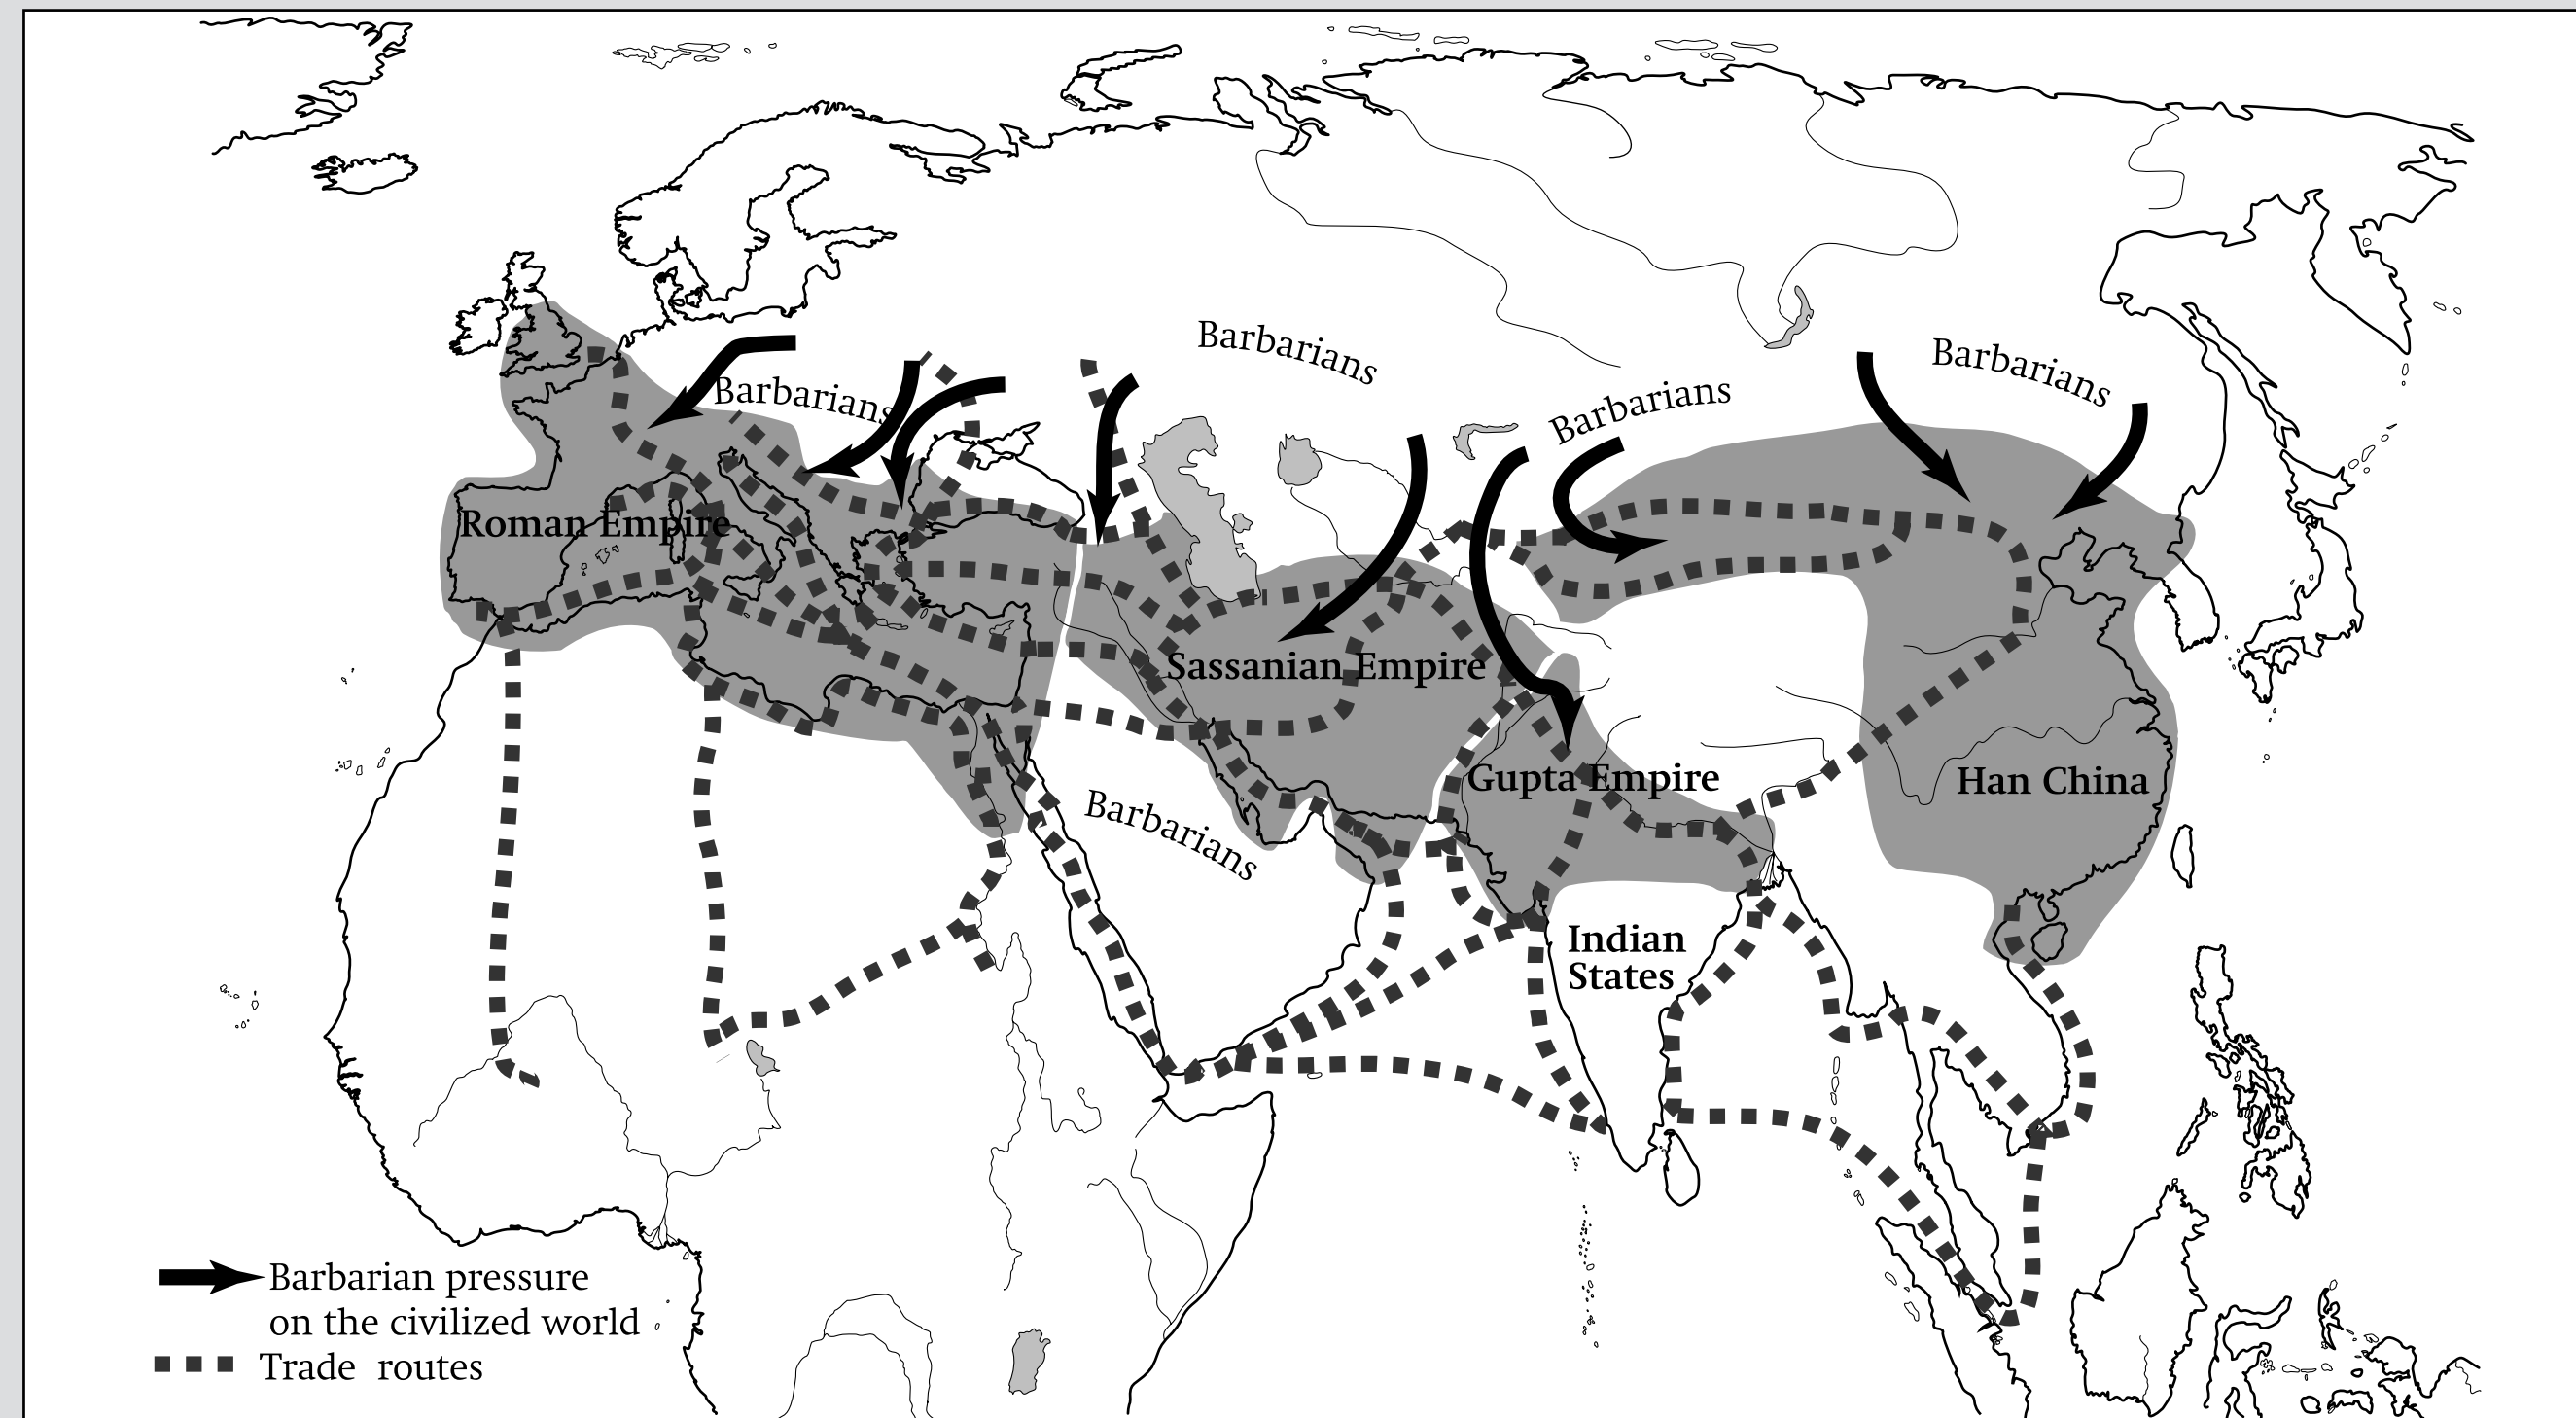 Barbarians
Barbarians
Barbarians
Barbarians
Roman Empire
Sassanian Empire
Gupta Empire
Han China
Barbarians
Indian
States
Barbarian pressure
on the civilized world
Trade routes